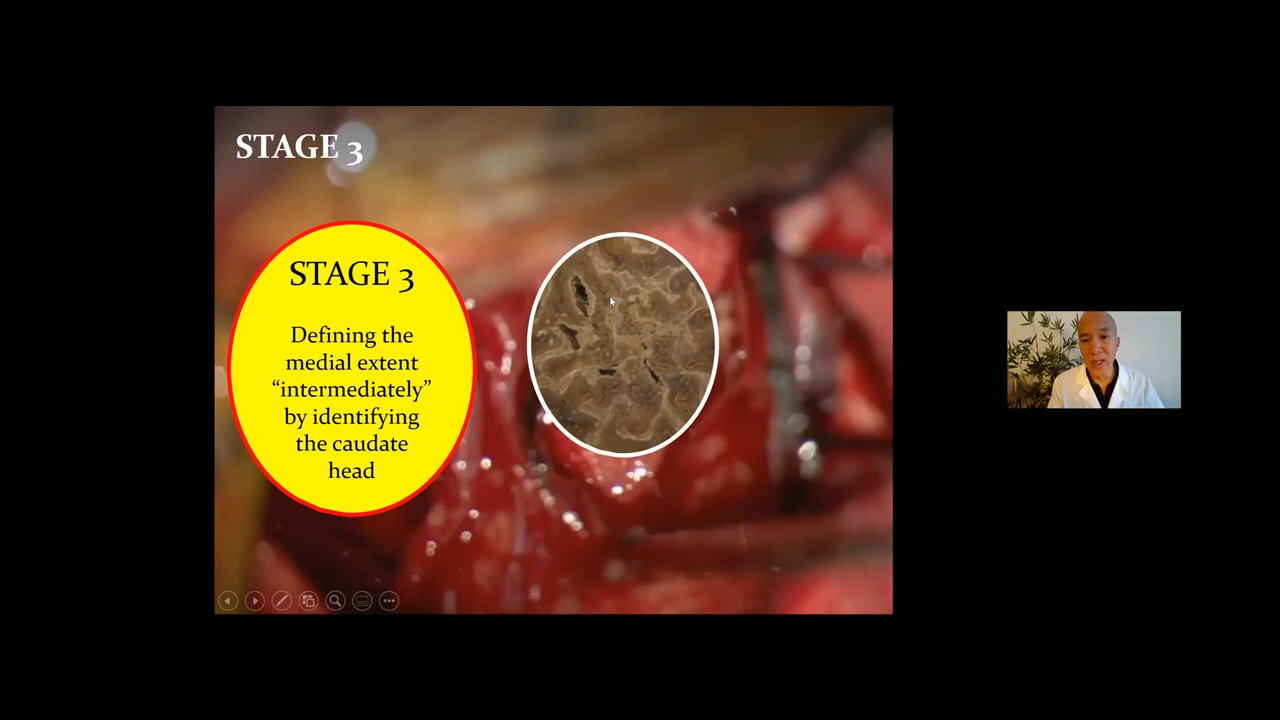 STAGE 3
STAGE 3
Defining the
medial extent
“intermediately”
by identifying
the caudate
head